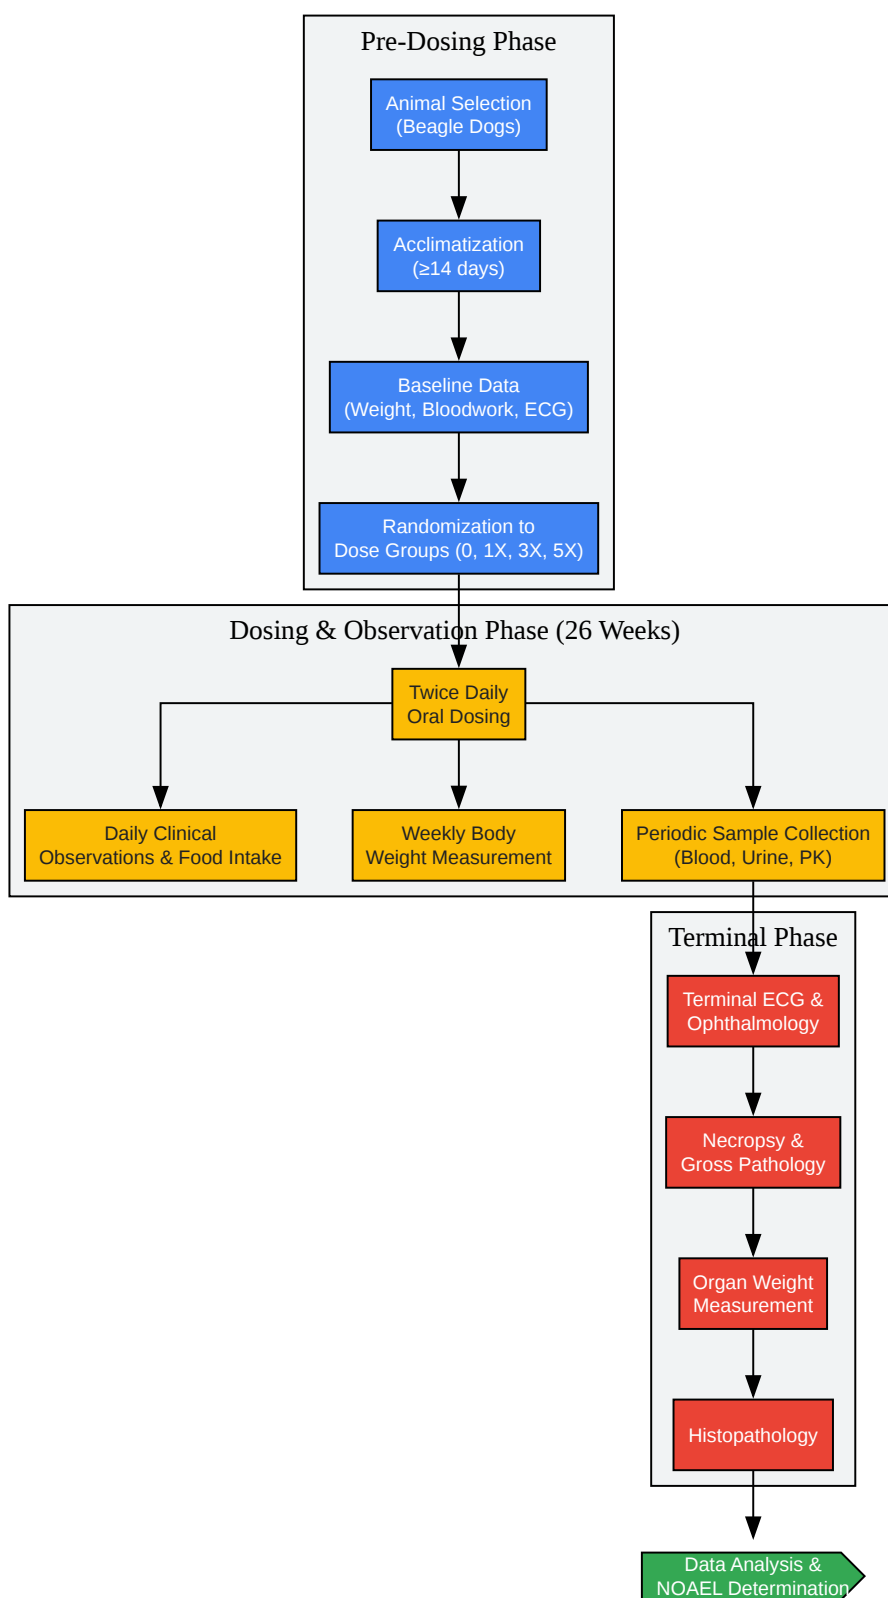 Pre-Dosing Phase
Animal Selection
(Beagle Dogs)
Acclimatization
(≥14 days)
Baseline Data
(Weight, Bloodwork, ECG)
Randomization to
Dose Groups (0, 1X, 3X, 5X)
Dosing & Observation Phase (26 Weeks)
Twice Daily
Oral Dosing
Daily Clinical
Observations & Food Intake
Weekly Body
Weight Measurement
Periodic Sample Collection
(Blood, Urine, PK)
Terminal Phase
Terminal ECG &
Ophthalmology
Necropsy &
Gross Pathology
Organ Weight
Measurement
Histopathology
Data Analysis &
NOAEL Determination